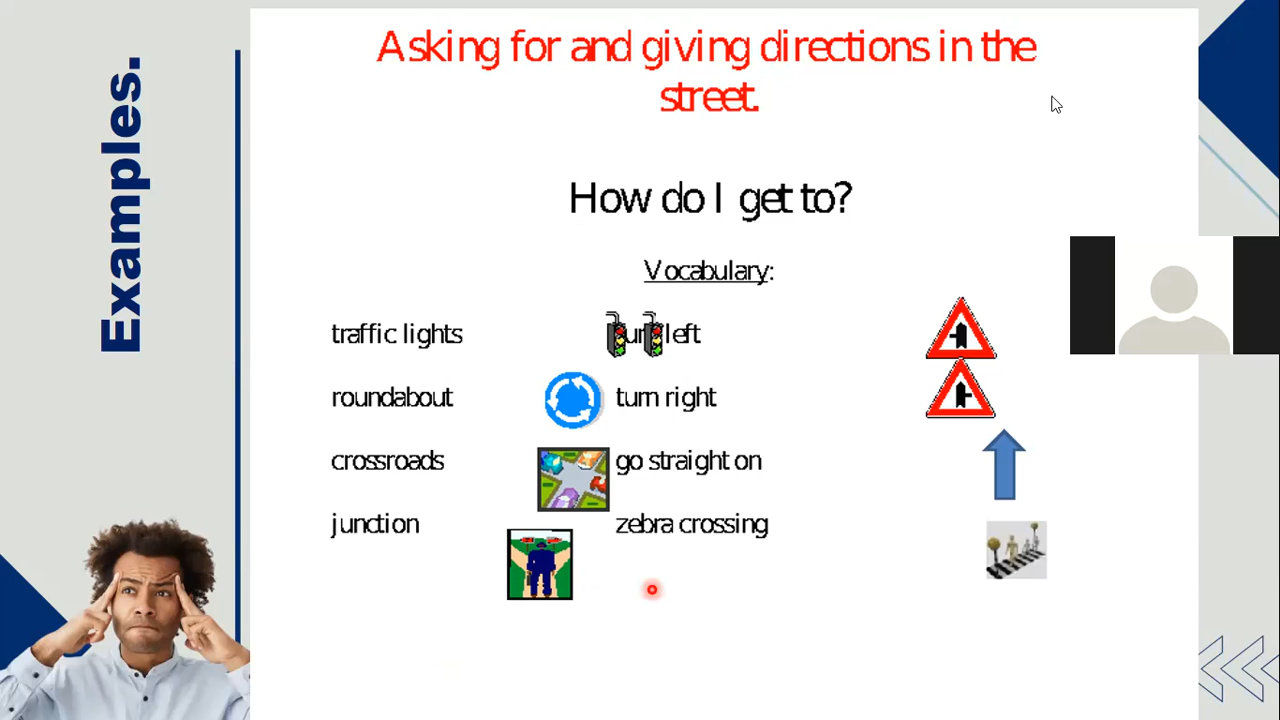 Examples.
Asking for and giving directions in the
street.
How do I get to?
Vocabulary:
traffic lights
left
roundabout
turn right
crossroads
go straight on
junction
zebra crossing